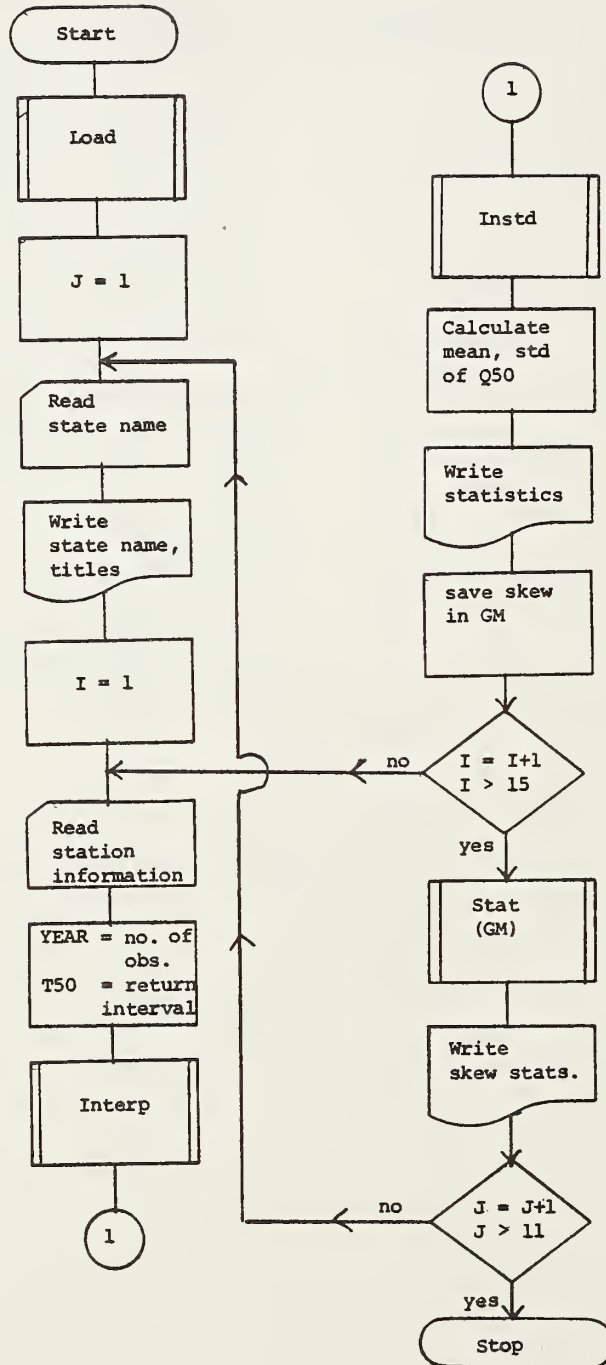 Start
Load
J = 1
Read
state name
Write
state name,
titles
I = 1
Read
station
information
YEAR = no. of
obs.
T50 = return
interval
Interp
1
1
Instd
Calculate
mean, std
of Q50
Write
statistics
save skew
in GM
I = I+1
I > 15
no
yes
Stat
(GM)
Write
skew stats.
J = J+1
J > 11
no
yes
Stop